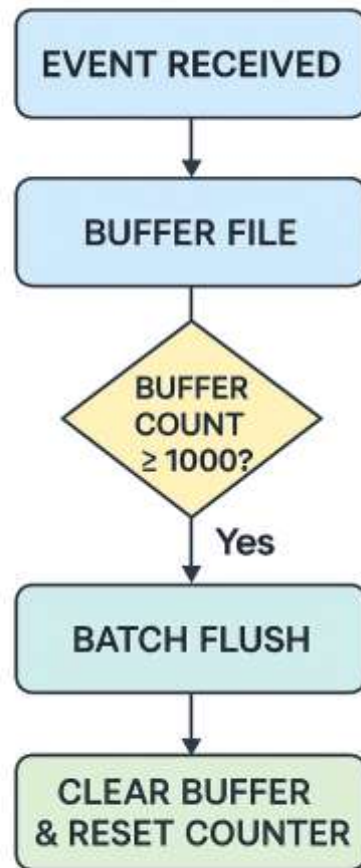 EVENT RECEIVED
BUFFER FILE
BUFFER
COUNT
≥ 1000?
Yes
BATCH FLUSH
CLEAR BUFFER
& RESET COUNTER